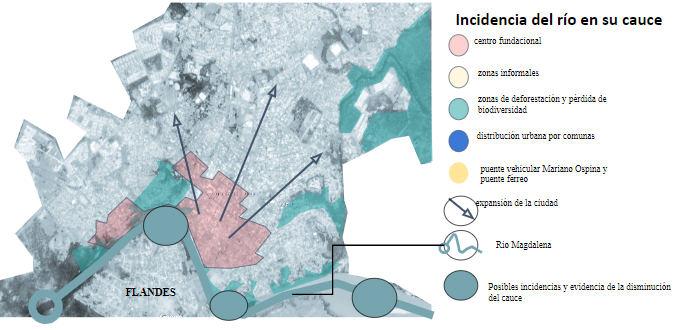 Incidencia del río en su cauce
centro fundacional
zonas informales
zonas de deforestación y pérdida de
biodiversidad
distribución urbana por comunas
puente vehicular Mariano Ospina y
puente ferreo
expansión de la ciudad
Río Magdalena
Posibles incidencias y evidencia de la disminución
del cauce
FLANDES